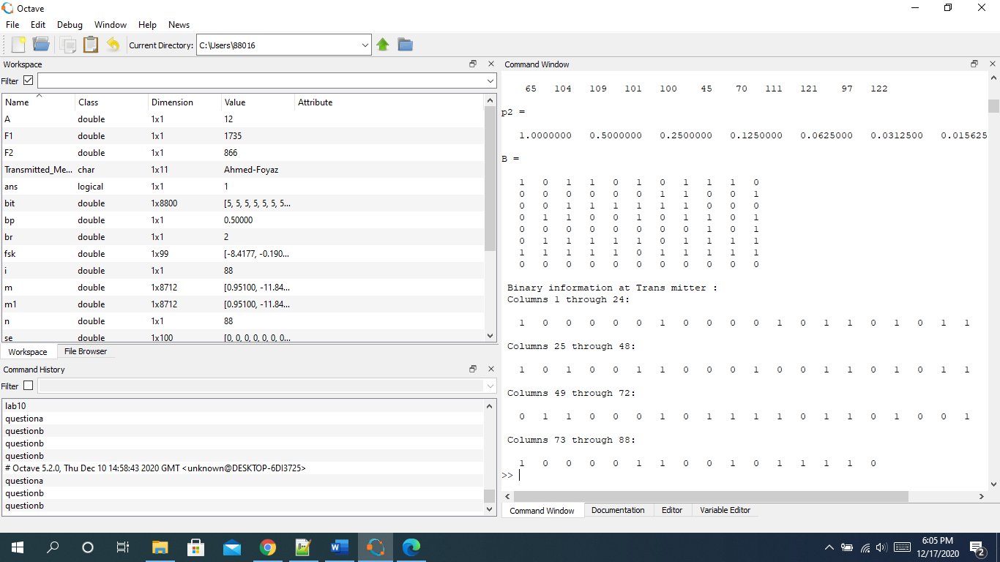 Octave
File Edit Debug Window Help News
Current Directory: C:\Users\88016
Workspace
Filter
Name Class Dimension Value Attribute
A double 1x1 12
F1 double 1x1 1735
F2 double 1x1 866
Transmitted_Me... char 1x11 Ahmed-Foyaz
ans logical 1x1 1
bit double 1x8800 [5, 5, 5, 5, 5, 5, 5...
bp double 1x1 0.50000
br double 1x1 2
fsk double 1x99 [-8.4177, -0.190...
i double 1x1 88
m double 1x8712 [0.95100, -11.84...
m1 double 1x8712 [0.95100, -11.84...
n double 1x1 88
se double 1x100 [0, 0, 0, 0, 0, 0, 0...
Workspace File Browser
Command History
Filter
lab10
questiona
questionb
questionb
questionb
# Octave 5.2.0, Thu Dec 10 14:58:43 2020 GMT <unknown@DESKTOP-6DI3725>
questiona
questionb
questionb
Command Window
65 104 109 101 100 45 70 111 121 97 122
p2 =
1.0000000 0.5000000 0.2500000 0.1250000 0.0625000 0.0312500 0.015625
B =
1 0 1 1 0 1 0 1 1 1 0
0 0 0 0 0 0 1 1 0 0 1
0 0 1 1 1 1 1 1 0 0 0
0 1 1 0 0 1 0 1 1 0 1
0 0 0 0 0 0 0 0 1 0 1
0 1 1 1 1 1 0 1 1 1 1
1 1 1 1 1 0 1 1 1 1 1
0 0 0 0 0 0 0 0 0 0 0
Binary information at Trans mitter :
Columns 1 through 24:
1 0 0 0 0 0 1 0 0 0 0 1 0 1 1 0 1 0 1 1
Columns 25 through 48:
1 0 1 0 0 1 1 0 0 0 1 0 0 1 1 0 1 0 1 1
Columns 49 through 72:
0 1 1 0 0 0 1 0 1 1 1 1 0 1 1 0 1 0 0 1
Columns 73 through 88:
1 0 0 0 0 1 1 0 0 1 0 1 1 1 1 0
>>
Command Window Documentation Editor Variable Editor
6:05 PM
12/17/2020
2